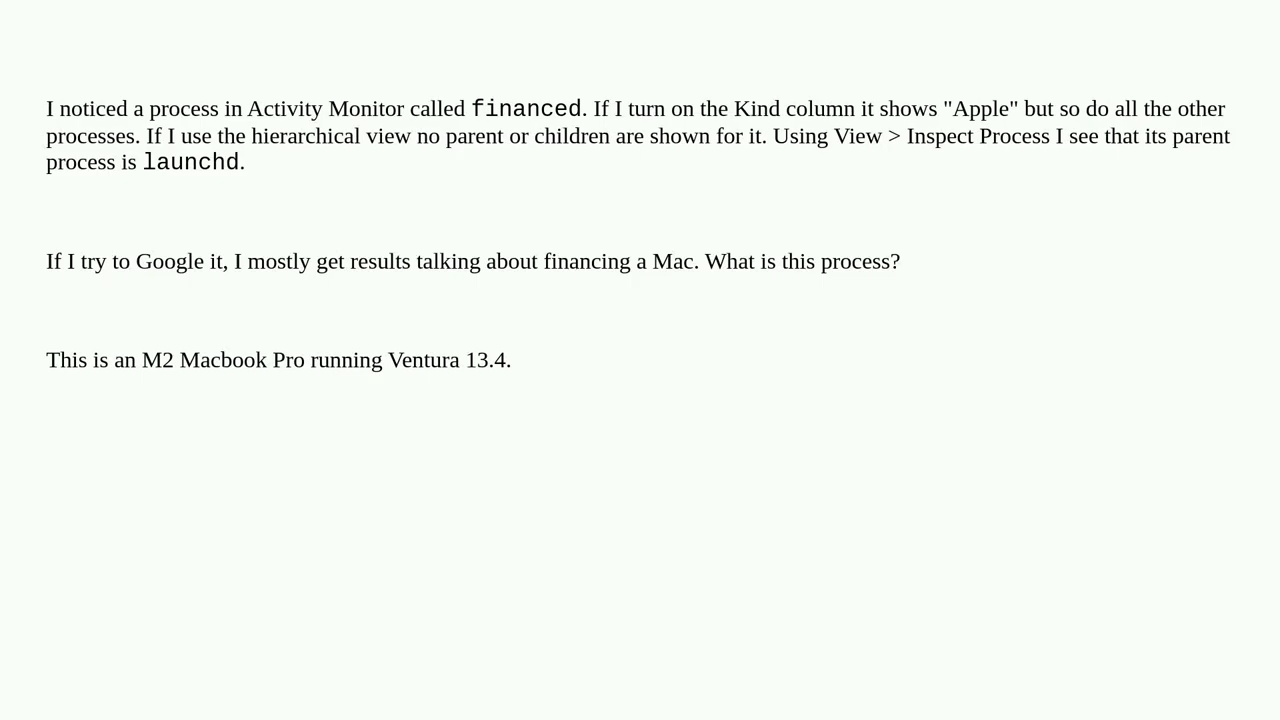 I noticed a process in Activity Monitor called financed. If I turn on the Kind column it shows "Apple" but so do all the other
processes. If I use the hierarchical view no parent or children are shown for it. Using View > Inspect Process I see that its parent
process is launchd.
If I try to Google it, I mostly get results talking about financing a Mac. What is this process?
This is an M2 Macbook Pro running Ventura 13.4.